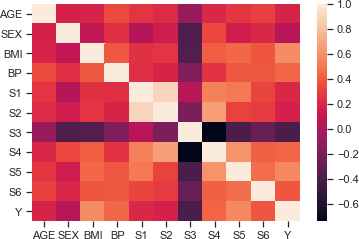 AGE
SEX
BMI
BP
S1
S2
S3
S4
S5
S6
Y
AGE SEX BMI BP S1 S2 S3 S4 S5 S6 Y
1.0
0.8
0.6
0.4
0.2
0.0
-0.2
-0.4
-0.6